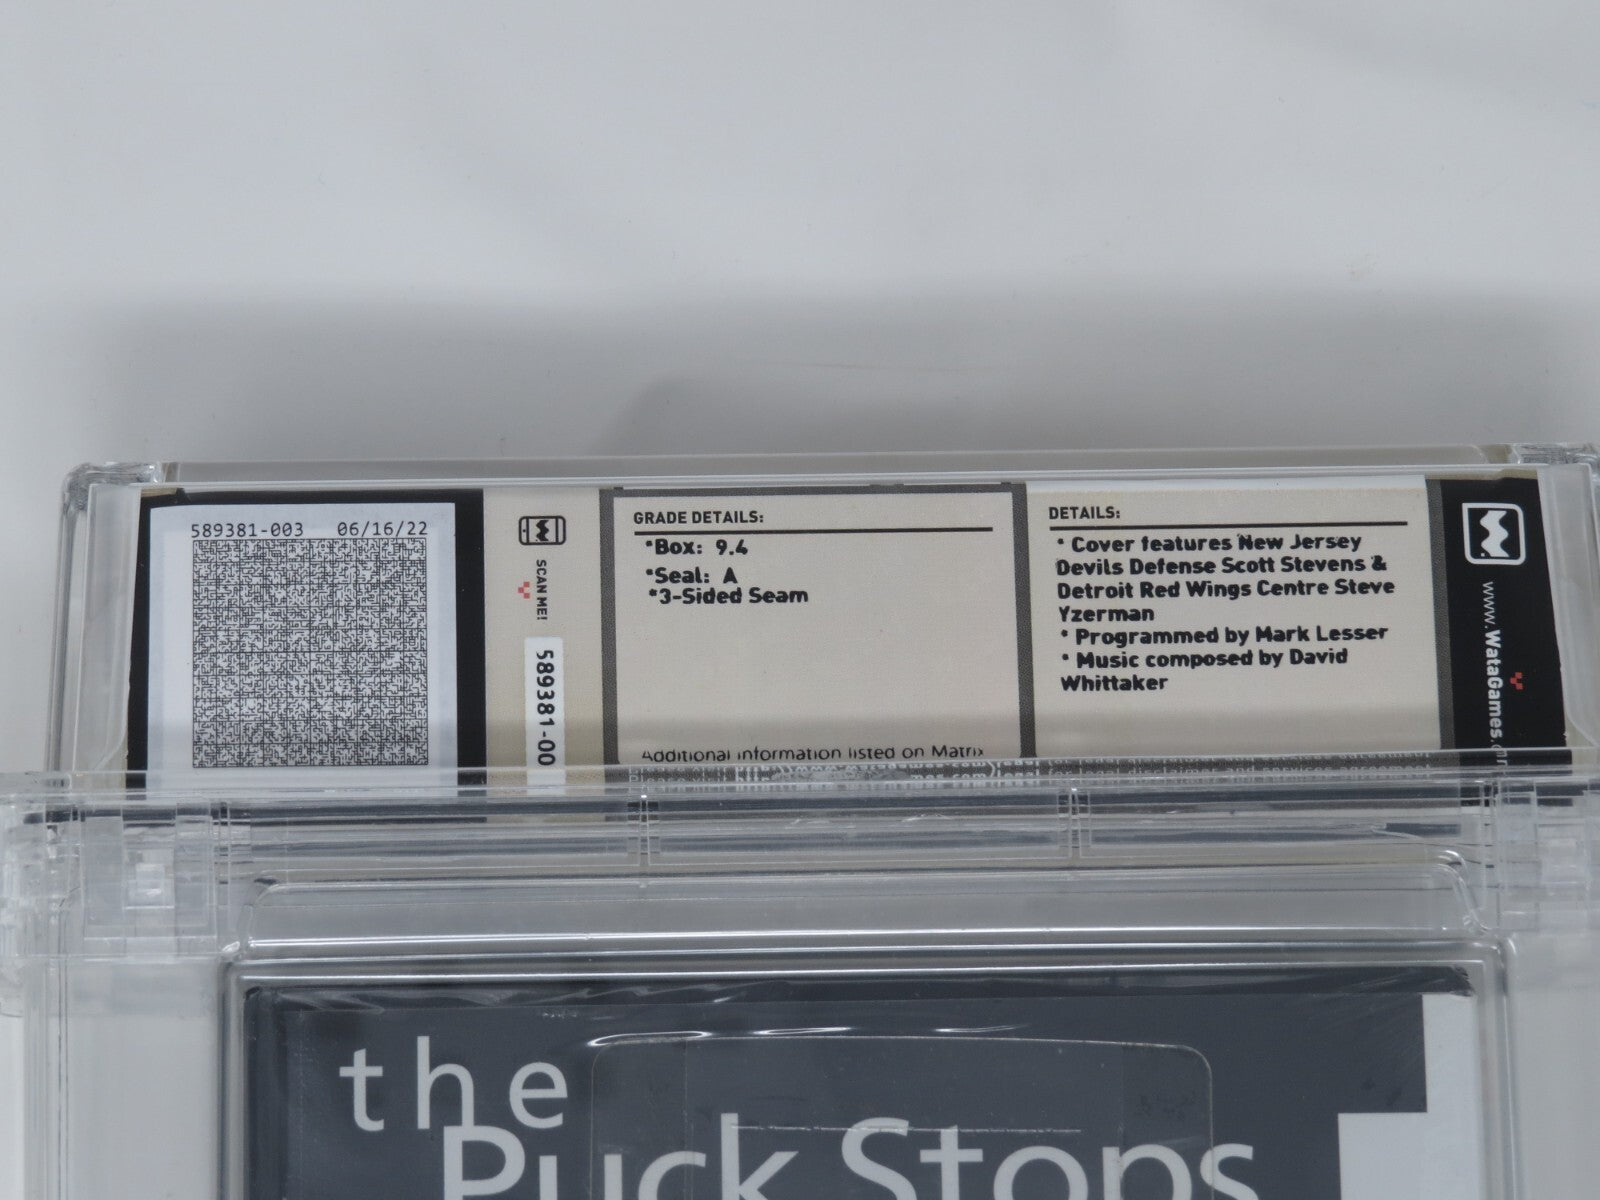 589381-003 06/16/22
SCAN ME!
589381-00
GRADE DETAILS:
*Box: 9.4
*Seal: A
*3-Sided Seam
Additional information listed on Matrix
DETAILS:
* Cover features New Jersey
Devils Defense Scott Stevens &
Detroit Red Wings Centre Steve
Yzerman
* Programmed by Mark Lesser
* Music composed by David
Whittaker
www.WataGames.
the
Puck Stops